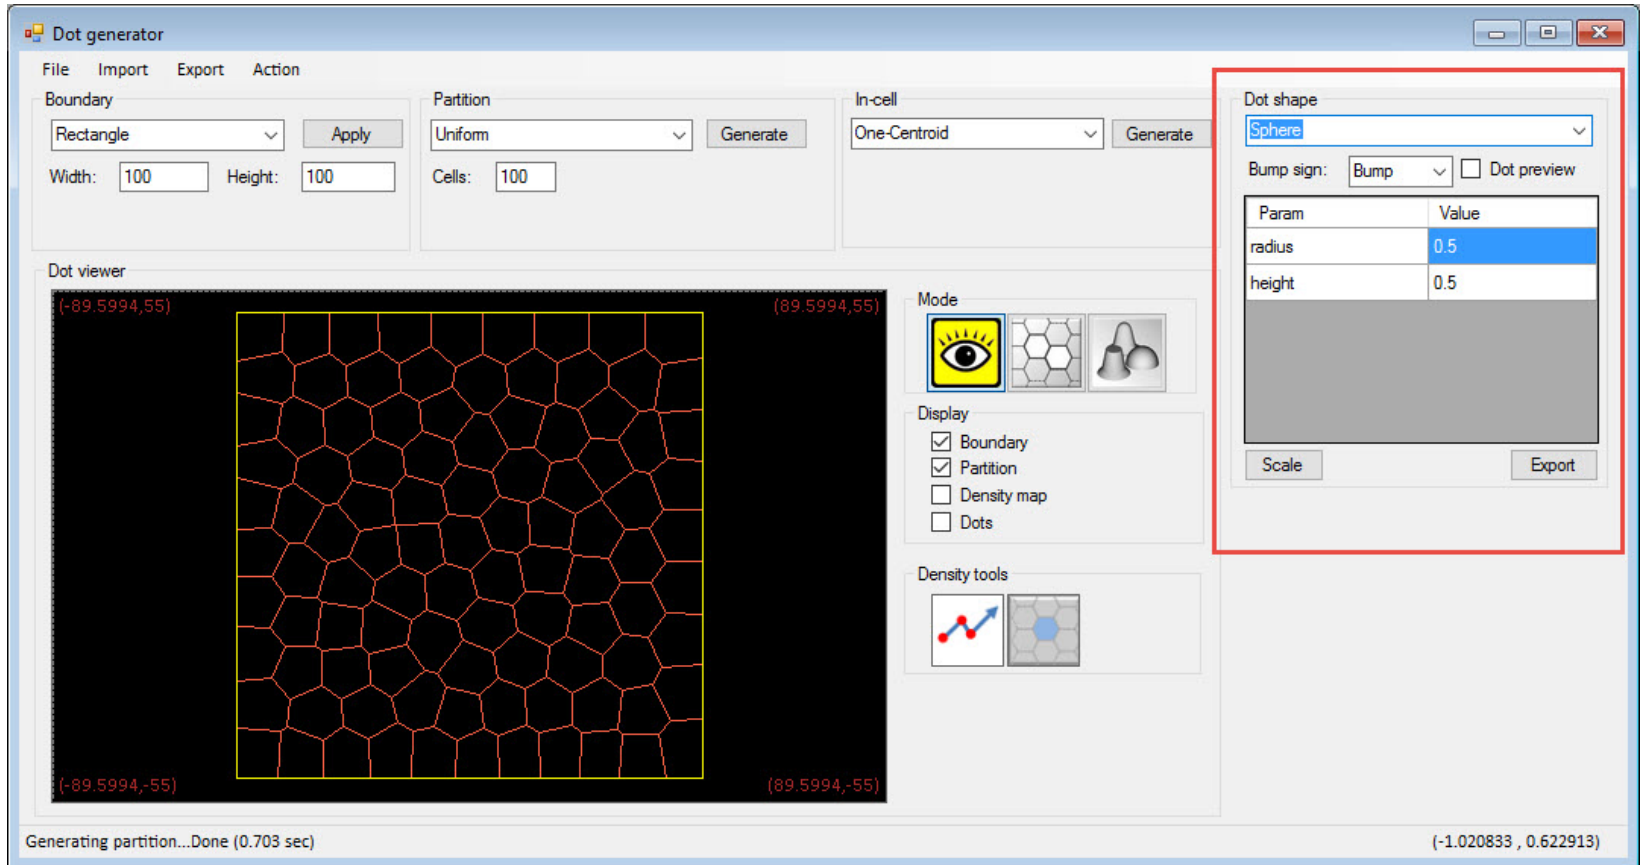 Dot generator
File Import Export Action
Boundary
Rectangle
Apply
Width: 100 Height: 100
Partition
Uniform
Generate
Cells: 100
In-cell
One-Centroid
Generate
Dot shape
Sphere
Bump sign: Bump Dot preview
Param Value
radius 0.5
height 0.5
Scale Export
Dot viewer
(-89.5994,55) (89.5994,55)
(-89.5994,-55) (89.5994,-55)
Mode
Display
Boundary
Partition
Density map
Dots
Density tools
Generating partition...Done (0.703 sec) (-1.020833 , 0.622913)